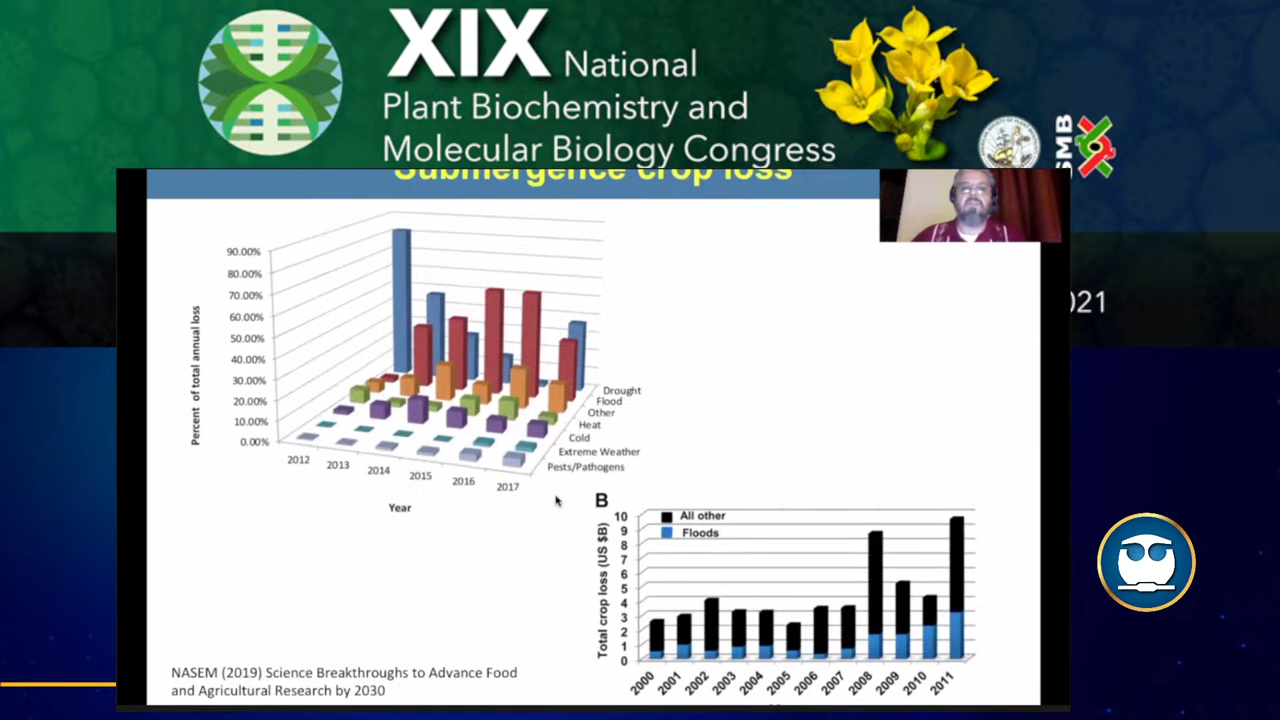 XIX National
Plant Biochemistry and
Molecular Biology Congress
SMB
Submergence crop loss
021
90.00%
80.00%
70.00%
60.00%
50.00%
40.00%
30.00%
20.00%
10.00%
0.00%
Percent of total annual loss
2012
2013
2014
2015
2016
2017
Year
Drought
Flood
Other
Heat
Cold
Extreme Weather
Pests/Pathogens
B
All other
Floods
10
9
8
7
6
5
4
3
2
1
0
Total crop loss (US $B)
2000
2001
2002
2003
2004
2005
2006
2007
2008
2009
2010
2011
NASEM (2019) Science Breakthroughs to Advance Food
and Agricultural Research by 2030